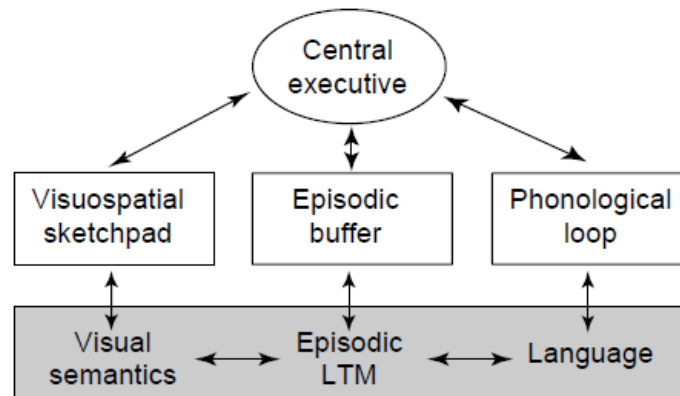 Central
executive
Visuospatial
sketchpad
Episodic
buffer
Phonological
loop
Visual
semantics
Episodic
LTM
Language